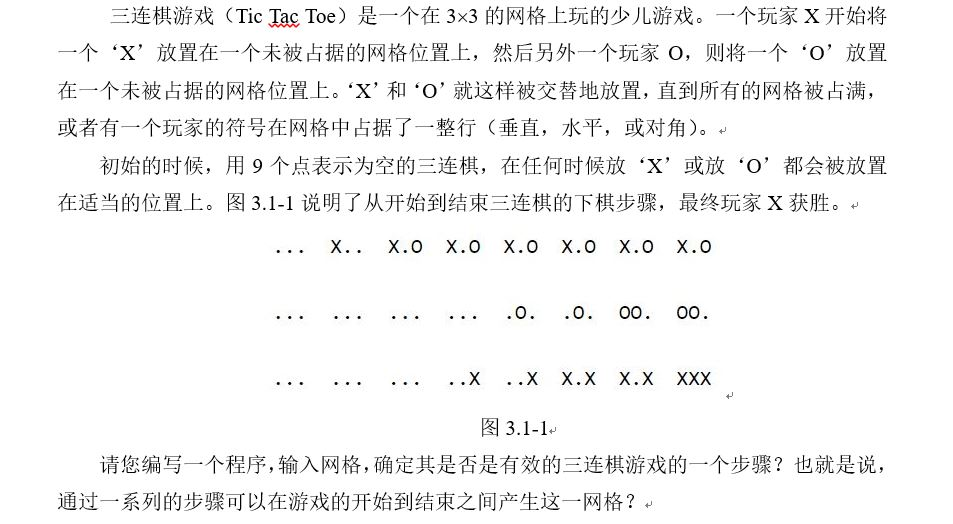 三连棋游戏（Tic Tac Toe）是一个在 3×3 的网格上玩的少儿游戏。一个玩家 X 开始将
一个‘X’放置在一个未被占据的网格位置上，然后另外一个玩家 O，则将一个‘O’放置
在一个未被占据的网格位置上。‘X’和‘O’就这样被交替地放置，直到所有的网格被占满，
或者有一个玩家的符号在网格中占据了一整行（垂直，水平，或对角）。
初始的时候，用 9 个点表示为空的三连棋，在任何时候放‘X’或放‘O’都会被放置
在适当的位置上。图 3.1-1 说明了从开始到结束三连棋的下棋步骤，最终玩家 X 获胜。
... X.. X.O X.O X.O X.O X.O X.O
... ... ... ... .O. .O. OO. OO.
... ... ... ..X ..X X.X X.X XXX
图 3.1-1
请您编写一个程序，输入网格，确定其是否是有效的三连棋游戏的一个步骤？也就是说，
通过一系列的步骤可以在游戏的开始到结束之间产生这一网格？